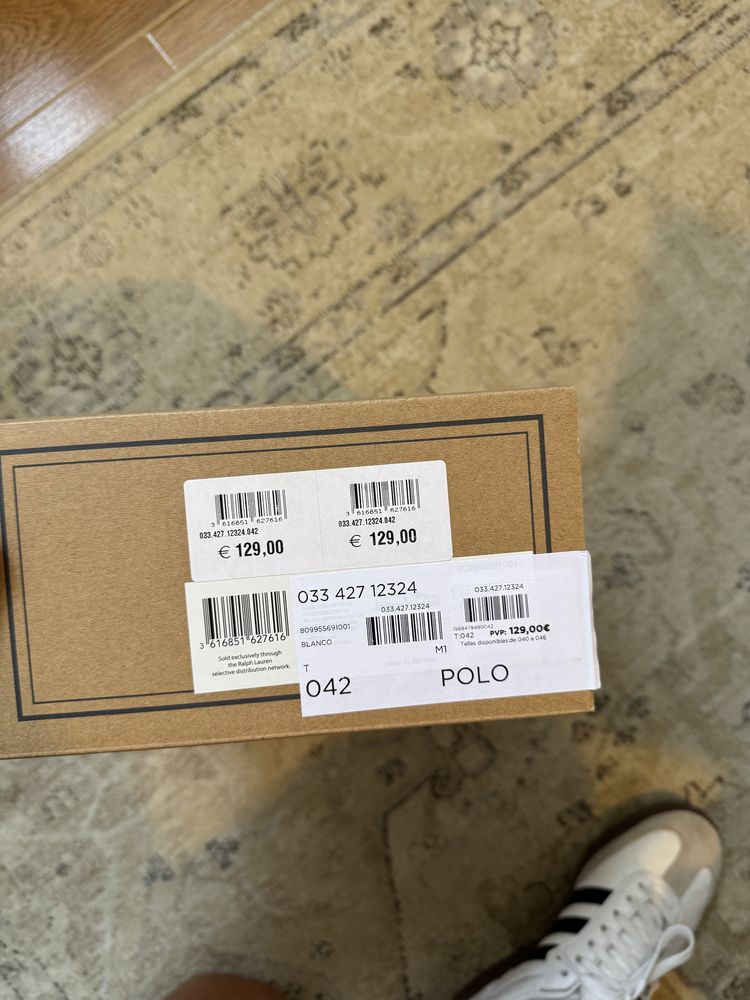 3 616851 627616
033.427.12324.042
€ 129,00
3 616851 627616
033.427.12324.042
€ 129,00
3 616851 627616
Sold exclusively through
the Ralph Lauren
selective distribution network.
033 427 12324
033.427.12324
809955691001
BLANCO
M1
T
042
POLO
033.427.12324
1569479490042
T:042 PVP: 129,00€
Tallas disponibles:de 040 a 046